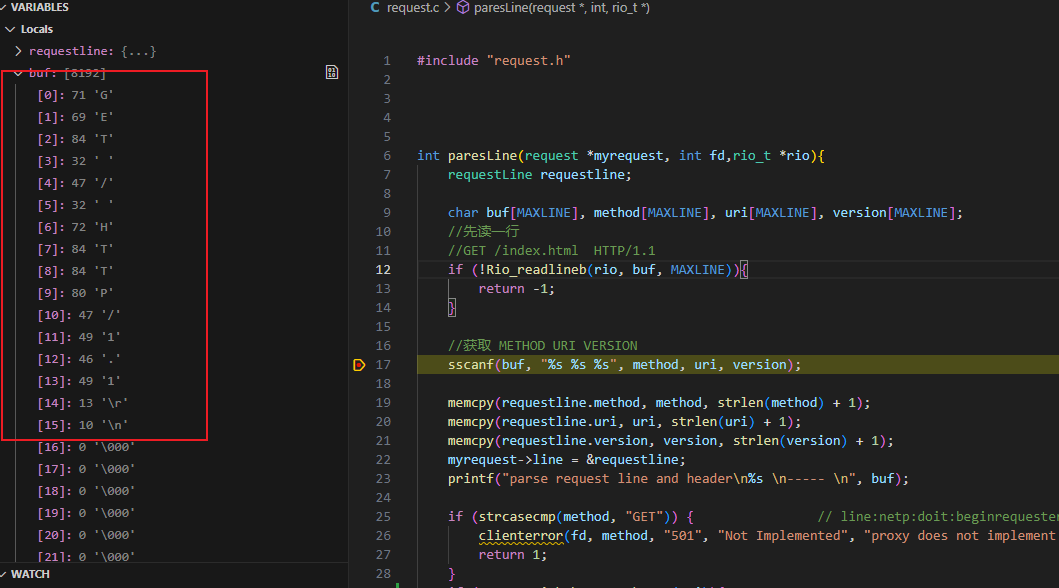 VARIABLES
Locals
requestline: {...}
buf: [8192]
[0]: 71 'G'
[1]: 69 'E'
[2]: 84 'T'
[3]: 32 ' '
[4]: 47 '/'
[5]: 32 ' '
[6]: 72 'H'
[7]: 84 'T'
[8]: 84 'T'
[9]: 80 'P'
[10]: 47 '/'
[11]: 49 '1'
[12]: 46 '.'
[13]: 49 '1'
[14]: 13 '\r'
[15]: 10 '\n'
[16]: 0 '\000'
[17]: 0 '\000'
[18]: 0 '\000'
[19]: 0 '\000'
[20]: 0 '\000'
[21]: 0 '\000'
WATCH
C request.c > paresLine(request *, int, rio_t *)
1 #include "request.h"
2
3
4
5
6 int paresLine(request *myrequest, int fd,rio_t *rio){
7 requestLine requestline;
8
9 char buf[MAXLINE], method[MAXLINE], uri[MAXLINE], version[MAXLINE];
10 //先读一行
11 //GET /index.html  HTTP/1.1
12 if (!Rio_readlineb(rio, buf, MAXLINE)){
13 return -1;
14 }
15
16 //获取 METHOD URI VERSION
17 sscanf(buf, "%s %s %s", method, uri, version);
18
19 memcpy(requestline.method, method, strlen(method) + 1);
20 memcpy(requestline.uri, uri, strlen(uri) + 1);
21 memcpy(requestline.version, version, strlen(version) + 1);
22 myrequest->line = &requestline;
23 printf("parse request line and header\n%s \n----- \n", buf);
24
25 if (strcasecmp(method, "GET")) { // line:netp:doit:beginrequester
26 clienterror(fd, method, "501", "Not Implemented", "proxy does not implement
27 return 1;
28 }